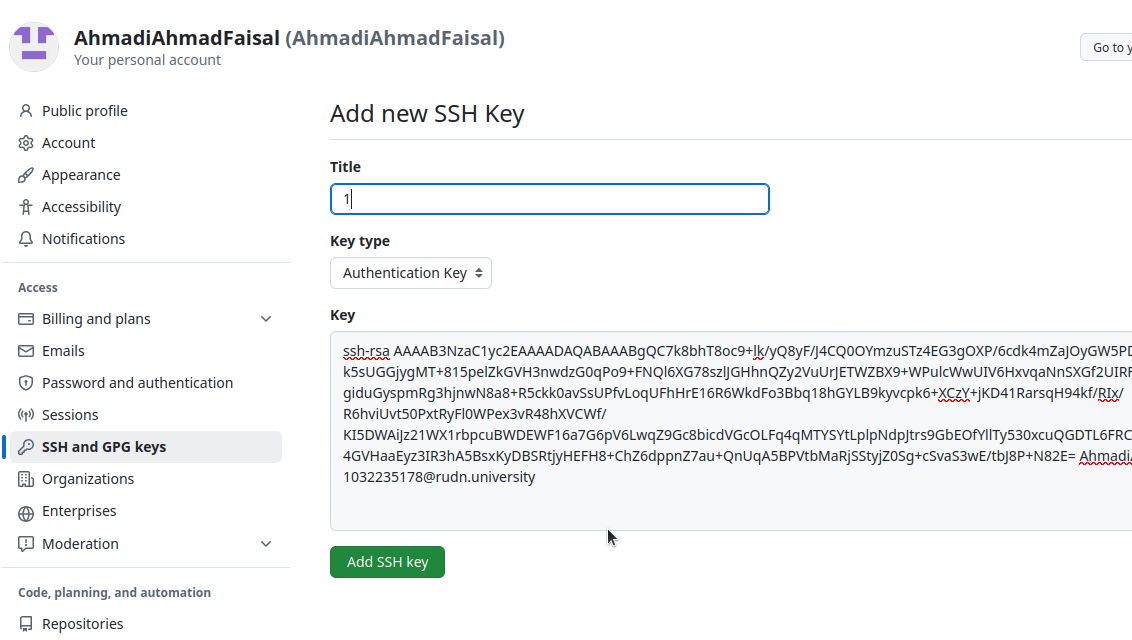 AhmadiAhmadFaisal (AhmadiAhmadFaisal)
Your personal account
Go to y
Public profile
Account
Appearance
Accessibility
Notifications
Access
Billing and plans
Emails
Password and authentication
Sessions
SSH and GPG keys
Organizations
Enterprises
Moderation
Code, planning, and automation
Repositories
Add new SSH Key
Title
1
Key type
Authentication Key
Key
ssh-rsa AAAAB3NzaC1yc2EAAAADAQABAAABgQC7k8bhT8oc9+lk/yQ8yF/J4CQ0OYmzuSTz4EG3gOXP/6cdk4mZaJOyGW5PD
k5sUGGjygMT+815pelZkGVH3nwdzG0qPo9+FNQl6XG78szlJGHhnQZy2VuUrJETWZBX9+WPulcWwUIV6HxvqaNnSXGf2UIRF
giduGyspmRg3hjnwN8a8+R5ckk0avSsUPfvLoqUFhHrE16R6WkdFo3Bbq18hGYLB9kyvcpk6+XCzY+jKD41RarsqH94kf/RIx/
R6hviUvt50PxtRyFl0WPex3vR48hXVCWf/
KI5DWAiJz21WX1rbpcuBWDEWF16a7G6pV6LwqZ9Gc8bicdVGcOLFq4qMTYSYtLplpNdpJtrs9GbEOfYllTy530xcuQGDTL6FRC
4GVHaaEyz3IR3hA5BsxKyDBSRtjyHEFH8+ChZ6dppnZ7au+QnUqA5BPVtbMaRjSStyjZ0Sg+cSvaS3wE/tbJ8P+N82E= Ahmadi
1032235178@rudn.university
Add SSH key